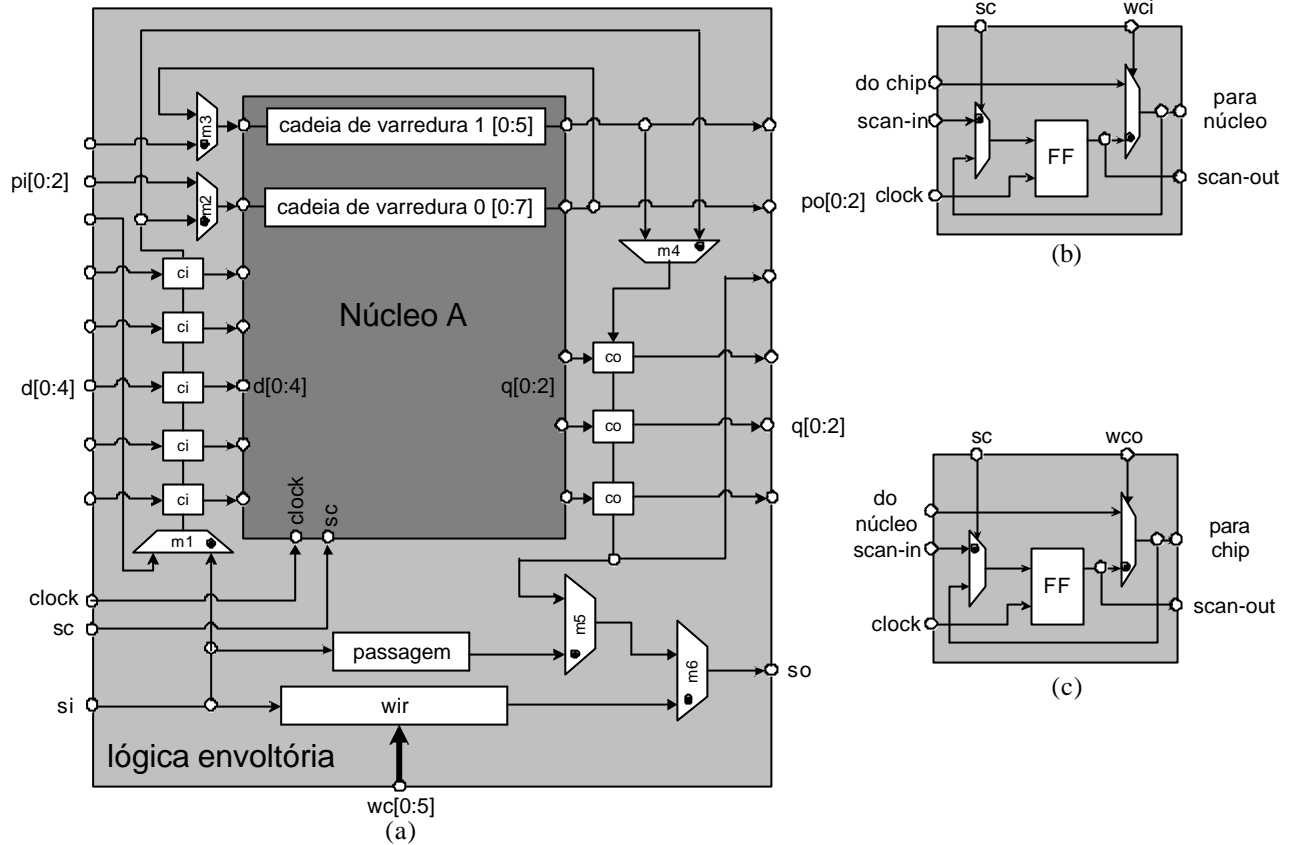 m3
cadeia de varredura 1 [0:5]
pi[0:2]
m2
cadeia de varredura 0 [0:7]
po[0:2]
m4
ci
ci
ci
ci
ci
Núcleo A
co
co
co
d[0:4]
d[0:4]
q[0:2]
q[0:2]
m1
clock
sc
clock
sc
si
passagem
wir
m5
m6
so
lógica envoltória
wc[0:5]
(a)
sc
wci
do chip
scan-in
clock
FF
para
núcleo
scan-out
(b)
sc
wco
do
núcleo
scan-in
clock
FF
para
chip
scan-out
(c)